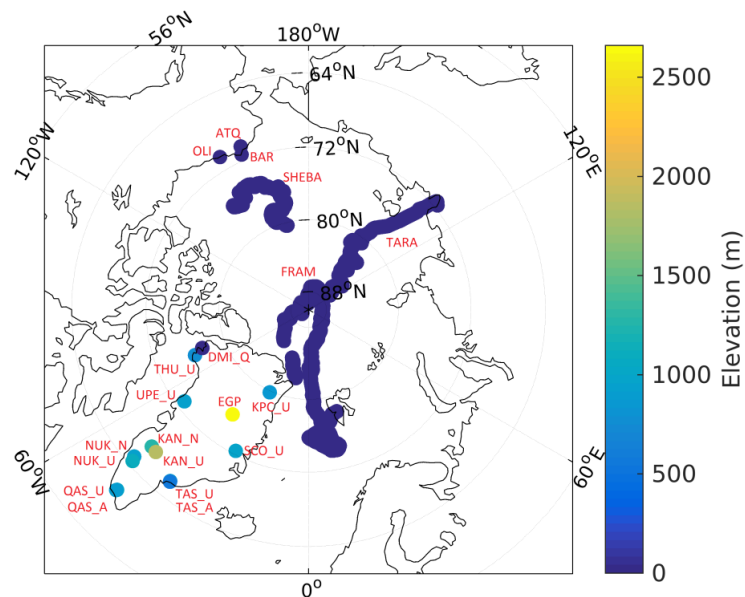 56°N
180°W
64°N
2500
120°W
ATQ
OLI
BAR
72°N
120°E
SHEBA
2000
80°N
TARA
FRAM
88°N
1500
Elevation (m)
DMI_Q
THU_U
1000
UPE_U
EGP
KPC_U
NUK_N
KAN_N
SCO_U
NUK_U
KAN_U
60°W
60°E
500
QAS_U
TAS_U
QAS_A
TAS_A
0
0°